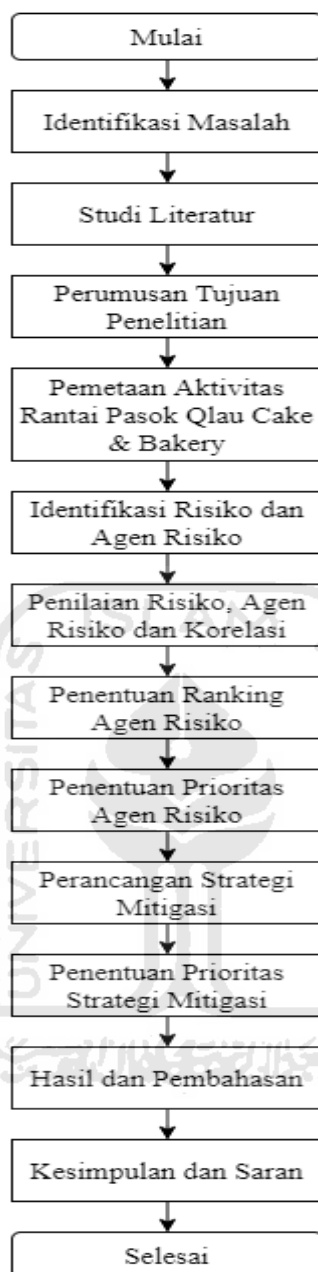 Mulai
Identifikasi Masalah
Studi Literatur
Perumusan Tujuan
Penelitian
Pemetaan Aktivitas
Rantai Pasok Qlau Cake
& Bakery
Identifikasi Risiko dan
Agen Risiko
Penilaian Risiko, Agen
Risiko dan Korelasi
Penentuan Ranking
Agen Risiko
Penentuan Prioritas
Agen Risiko
Perancangan Strategi
Mitigasi
Penentuan Prioritas
Strategi Mitigasi
Hasil dan Pembahasan
Kesimpulan dan Saran
Selesai
UNIVERSITAS
ISLAM